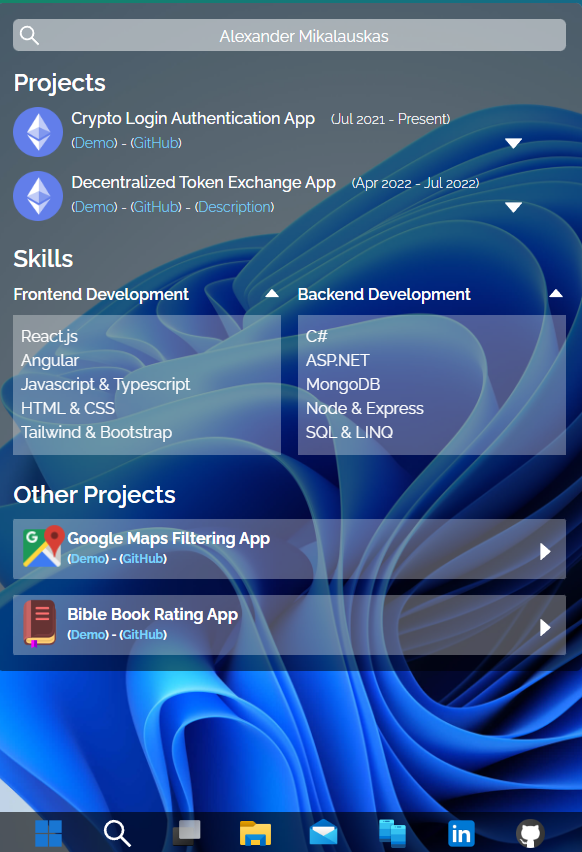 Alexander Mikalauskas
Projects
Crypto Login Authentication App (Jul 2021 - Present)
(Demo) - (GitHub)
Decentralized Token Exchange App (Apr 2022 - Jul 2022)
(Demo) - (GitHub) - (Description)
Skills
Frontend Development
React.js
Angular
Javascript & Typescript
HTML & CSS
Tailwind & Bootstrap
Backend Development
C#
ASP.NET
MongoDB
Node & Express
SQL & LINQ
Other Projects
G
Google Maps Filtering App
(Demo) - (GitHub)
Bible Book Rating App
(Demo) - (GitHub)
in